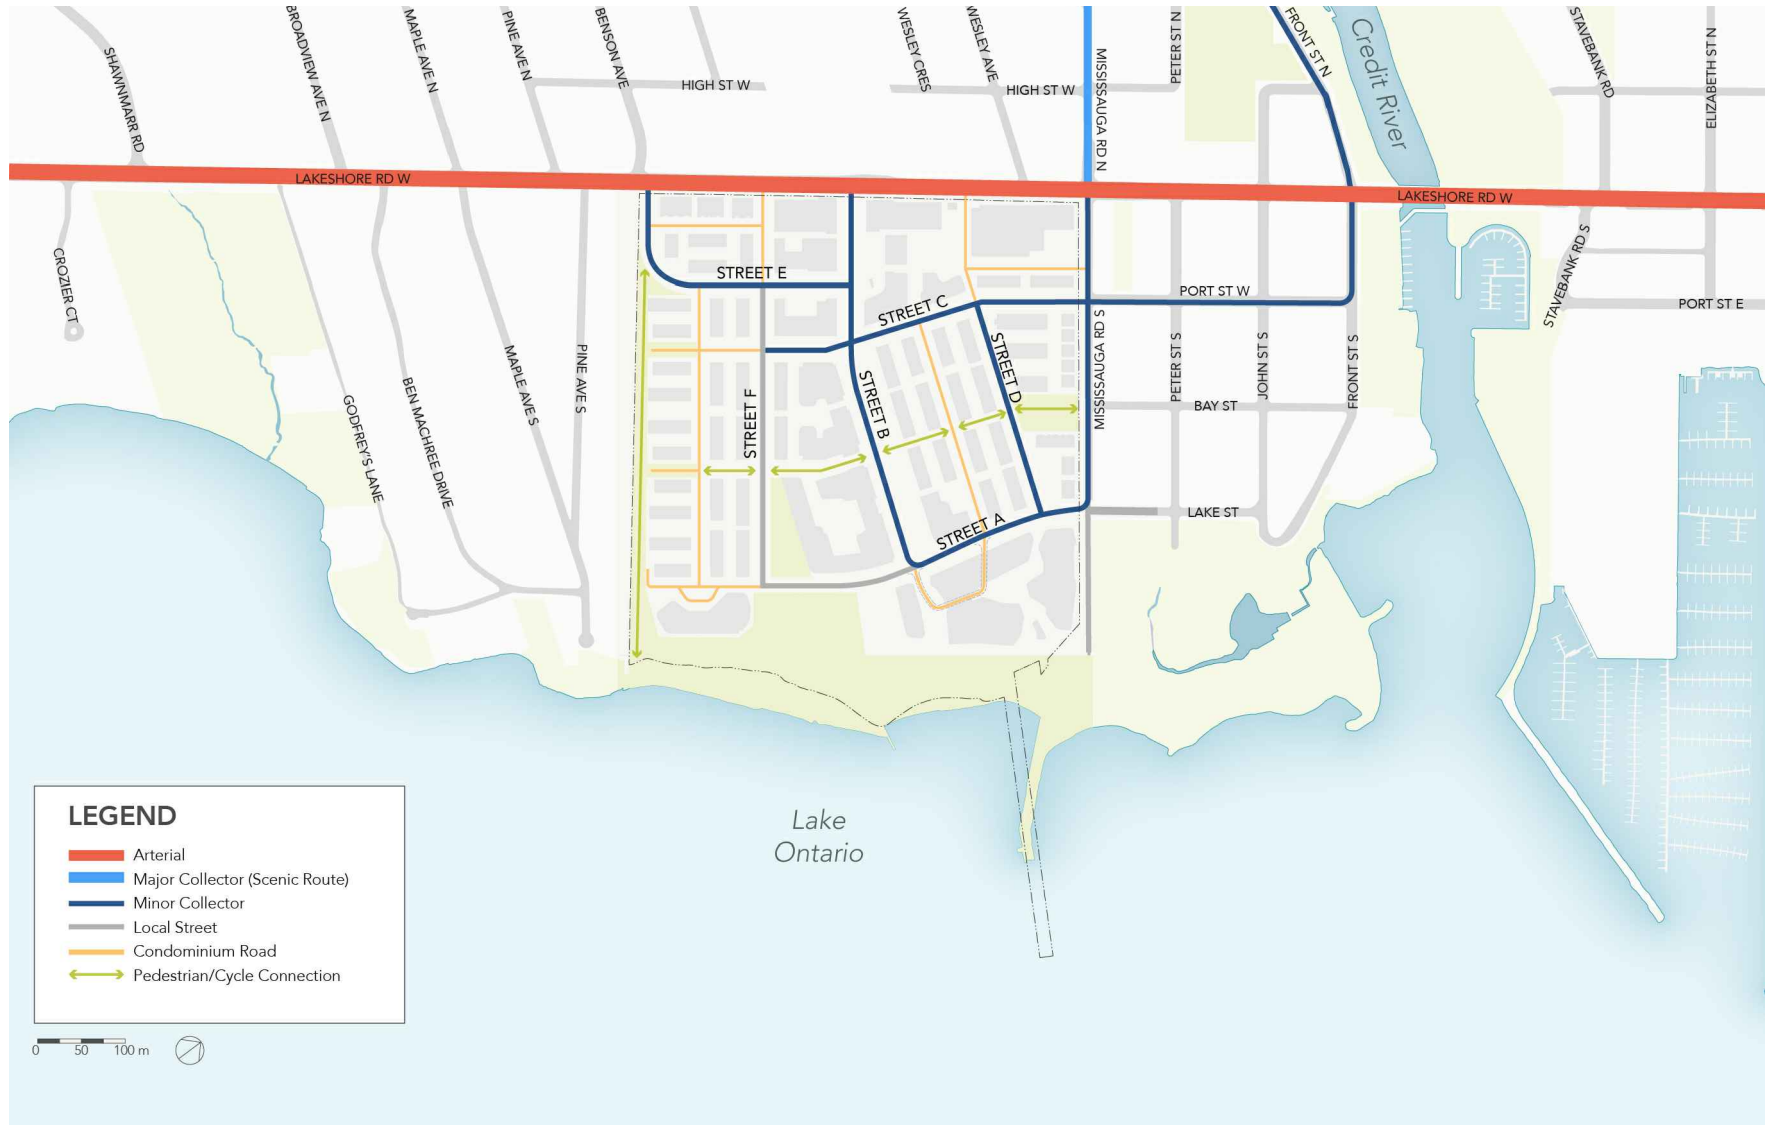 SHAWNMARR RD
BROADVIEW AVE N
MAPLE AVE N
PINE AVE N
BENSON AVE
HIGH ST W
WESLEY CRES
WESLEY AVE
HIGH ST W
MISSISSAUGA RD N
PETER ST N
FRONT ST N
Credit River
STAVEBANK RD
ELIZABETH ST N
LAKESHORE RD W
LAKESHORE RD W
CROZIER CT
GODFREY'S LANE
BEN MACHREE DRIVE
MAPLE AVE S
PINE AVE S
STREET E
STREET C
STREET F
STREET B
STREET D
STREET A
MISSISSAUGA RD S
PORT ST W
PETER ST S
JOHN ST S
FRONT ST S
BAY ST
LAKE ST
STAVEBANK RD S
PORT ST E
Lake
Ontario
LEGEND
Arterial
Major Collector (Scenic Route)
Minor Collector
Local Street
Condominium Road
Pedestrian/Cycle Connection
0 50 100 m